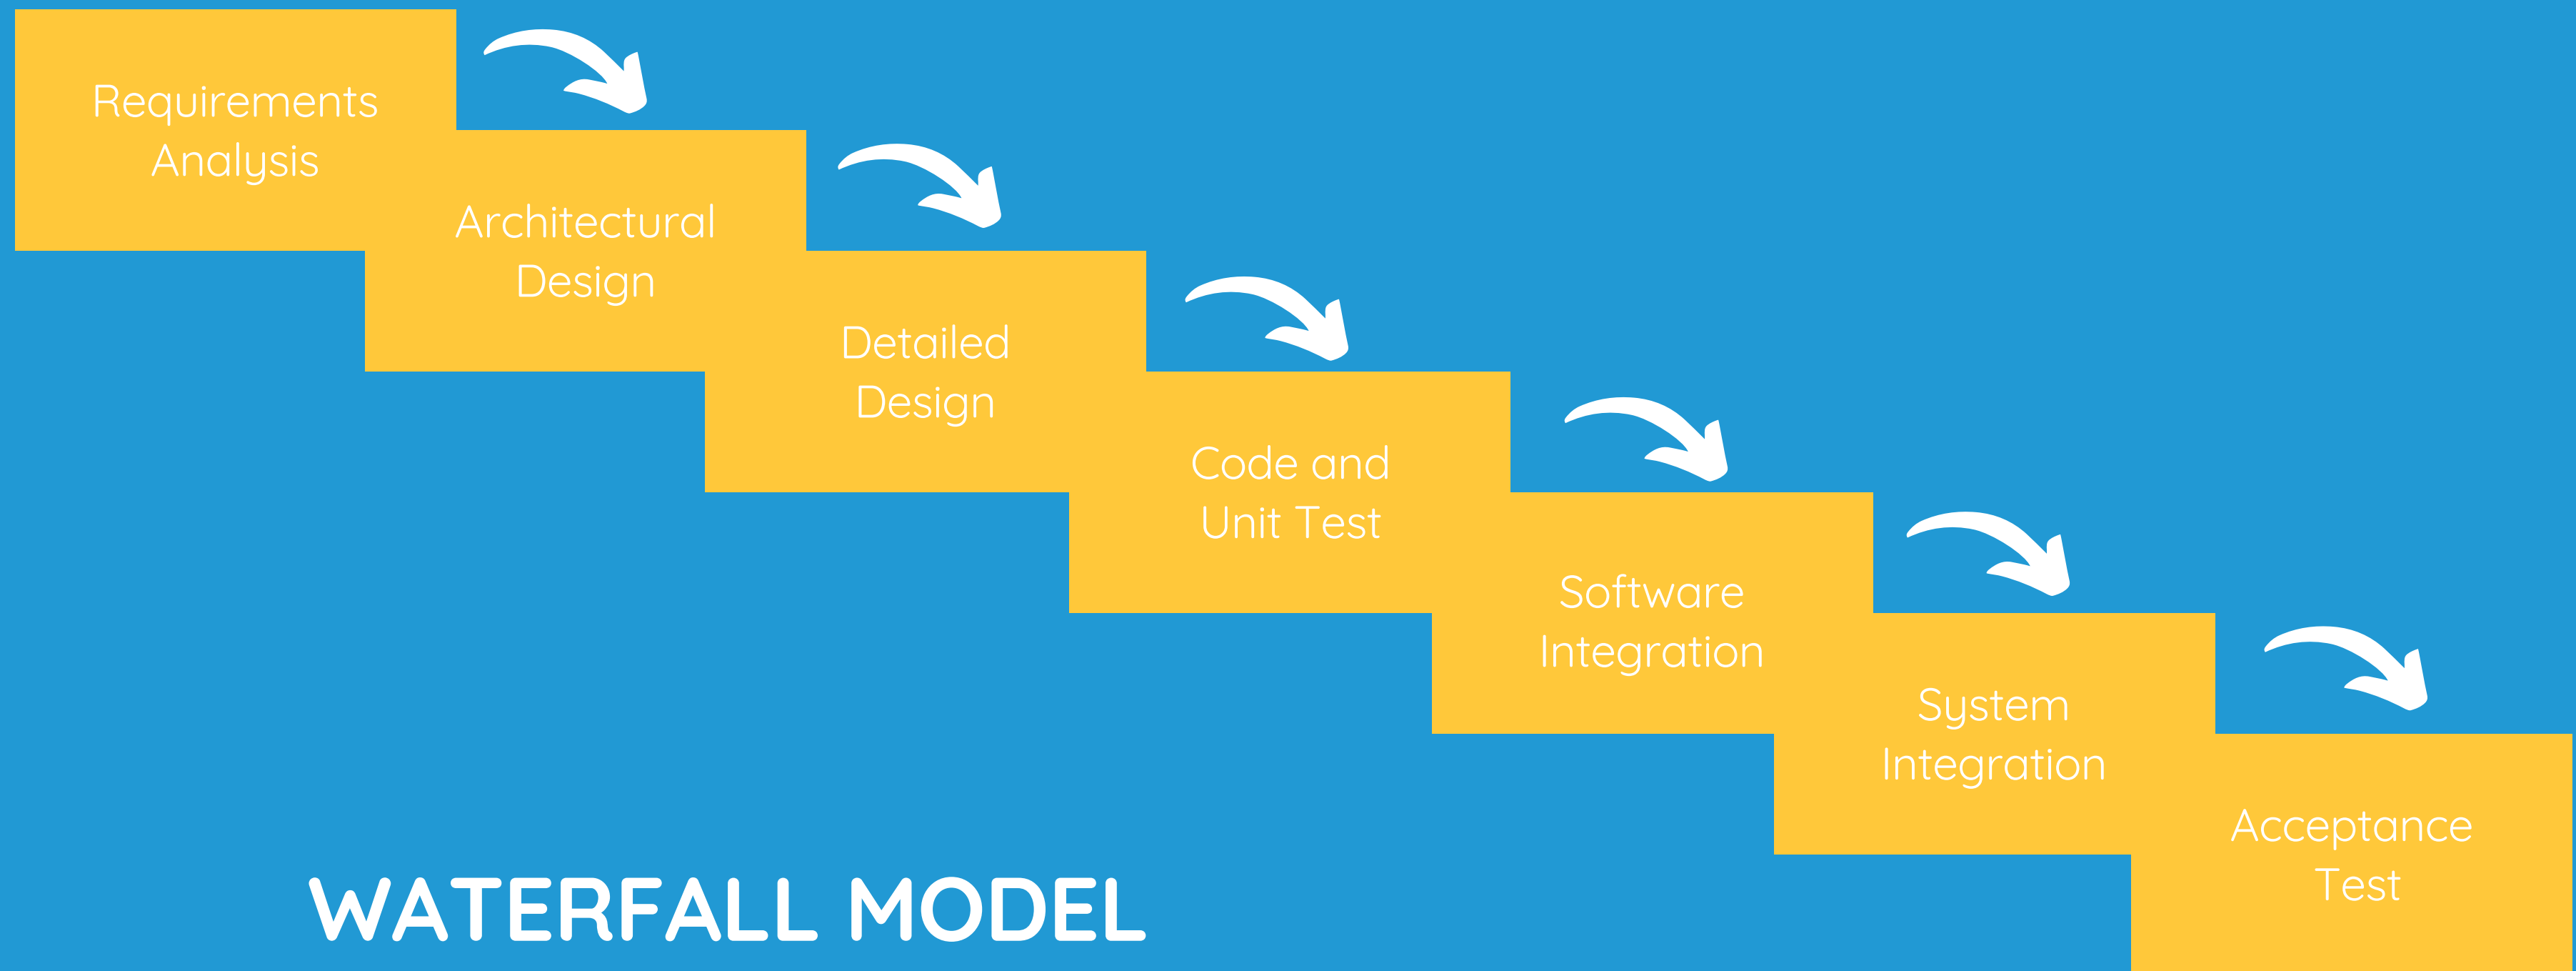 Requirements
Analysis
Architectural
Design
Detailed
Design
Code and
Unit Test
Software
Integration
System
Integration
Acceptance
Test
WATERFALL MODEL